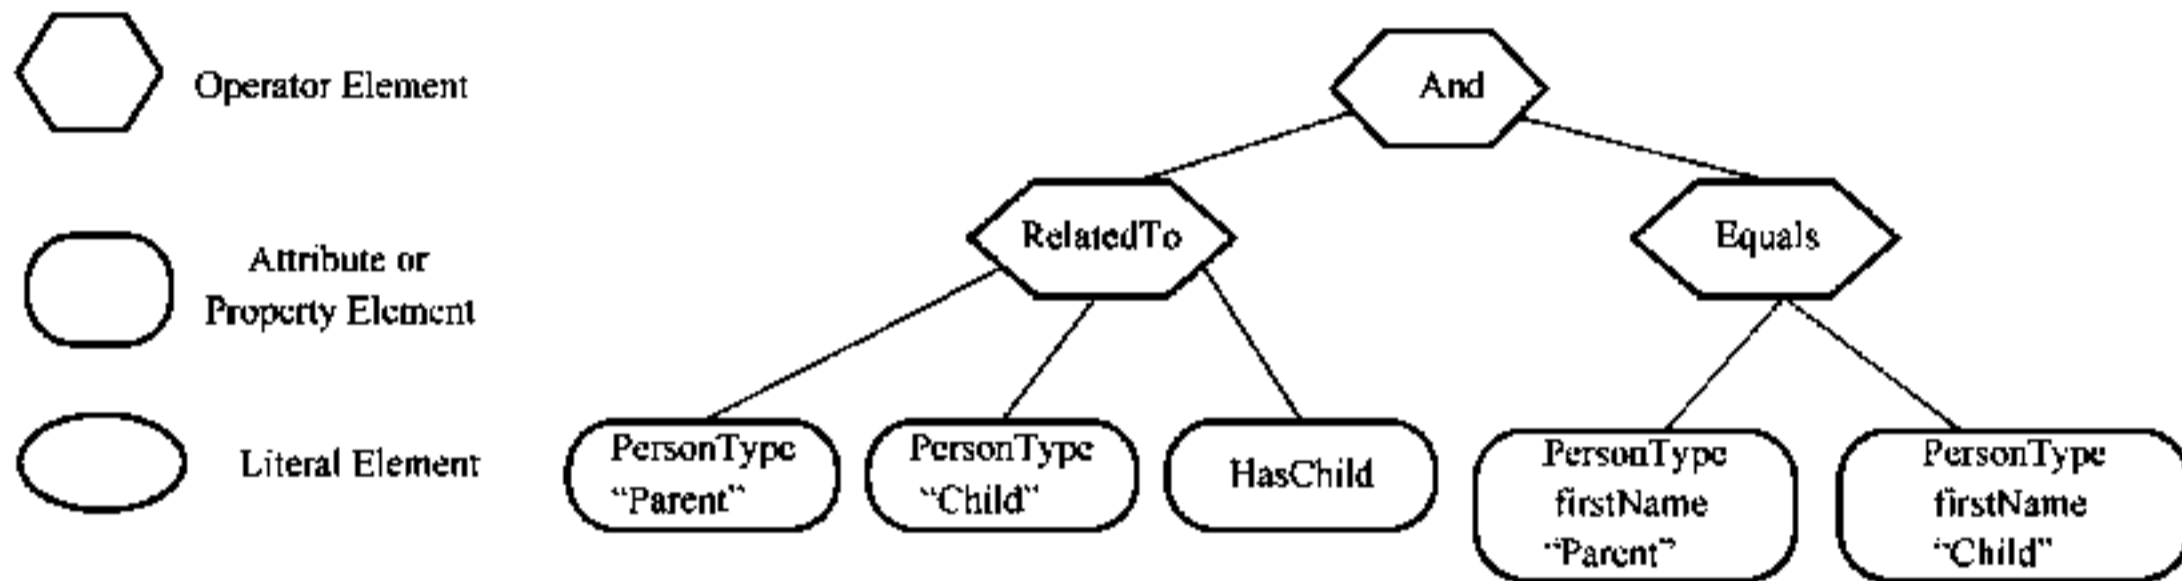 Operator Element
Attribute or
Property Element
Literal Element
And
RelatedTo
Equals
PersonType
“Parent”
PersonType
“Child”
HasChild
PersonType
firstName
“Parent”
PersonType
firstName
“Child”